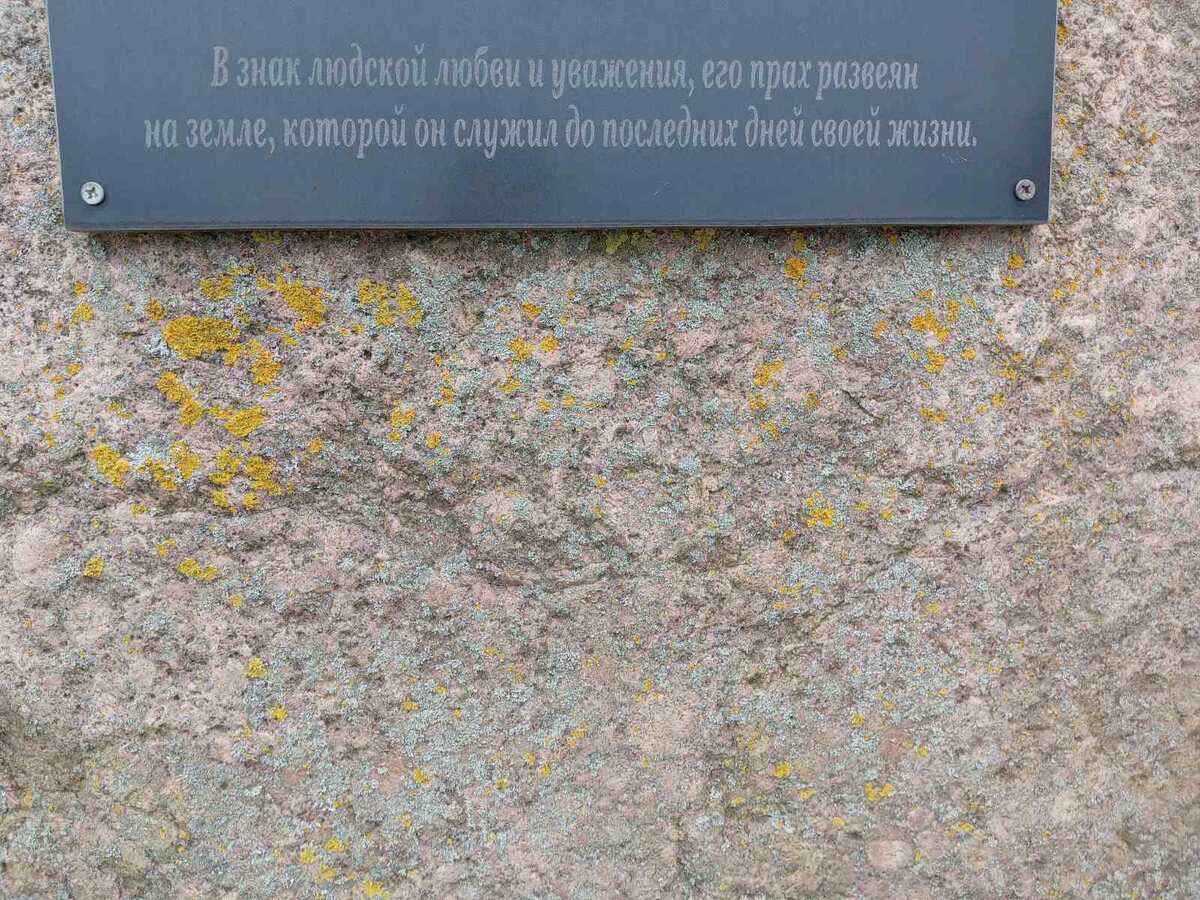 В знак людской любви и уважения, его прах развеян
на земле, которой он служил до последних дней своей жизни.